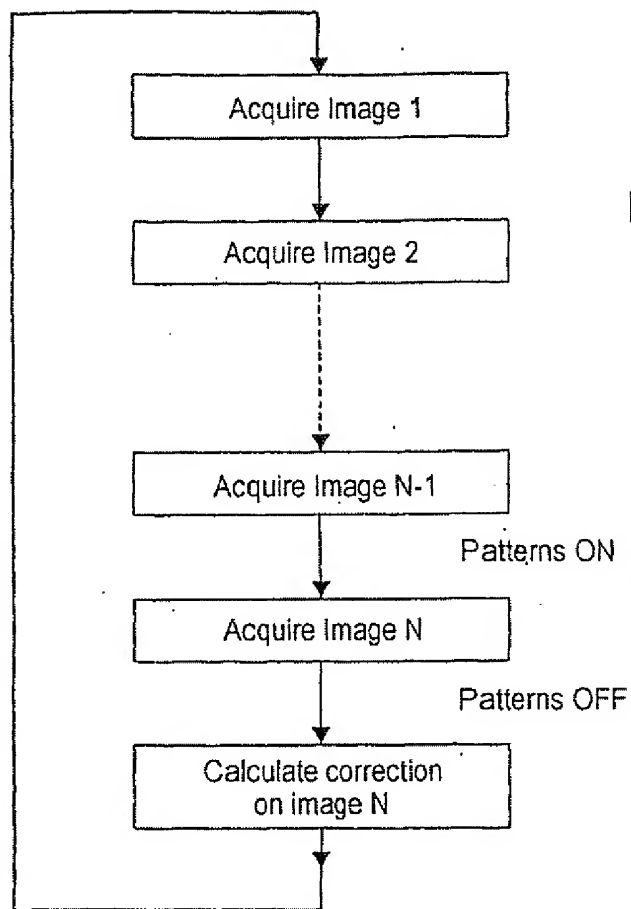 Acquire Image 1
Acquire Image 2
Acquire Image N-1
Patterns ON
Acquire Image N
Patterns OFF
Calculate correction
on image N